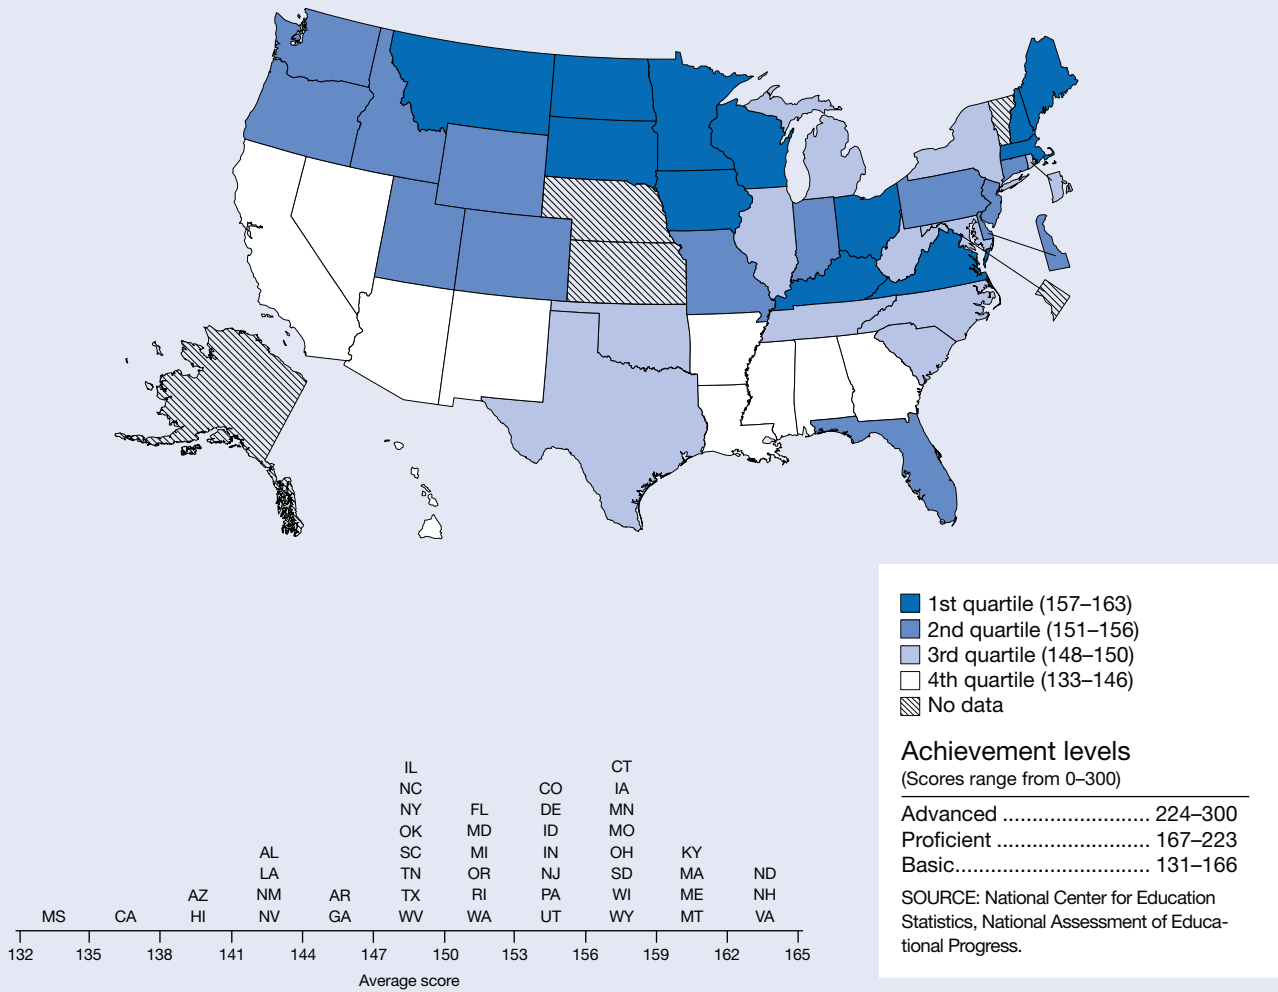 1st quartile (157–163)
2nd quartile (151–156)
3rd quartile (148–150)
4th quartile (133–146)
No data
Achievement levels
(Scores range from 0–300)
Advanced .......................... 224–300
Proficient ........................... 167–223
Basic.................................. 131–166
SOURCE: National Center for Education
Statistics, National Assessment of Educa-
tional Progress.
IL CT
NC CO IA
NY FL DE MN
OK MD ID MO
AL SC MI IN OH KY
LA TN OR NJ SD MA ND
AZ NM AR TX RI PA WI ME NH
MS CA HI NV GA WV WA UT WY MT VA
132 135 138 141 144 147 150 153 156 159 162 165
Average score